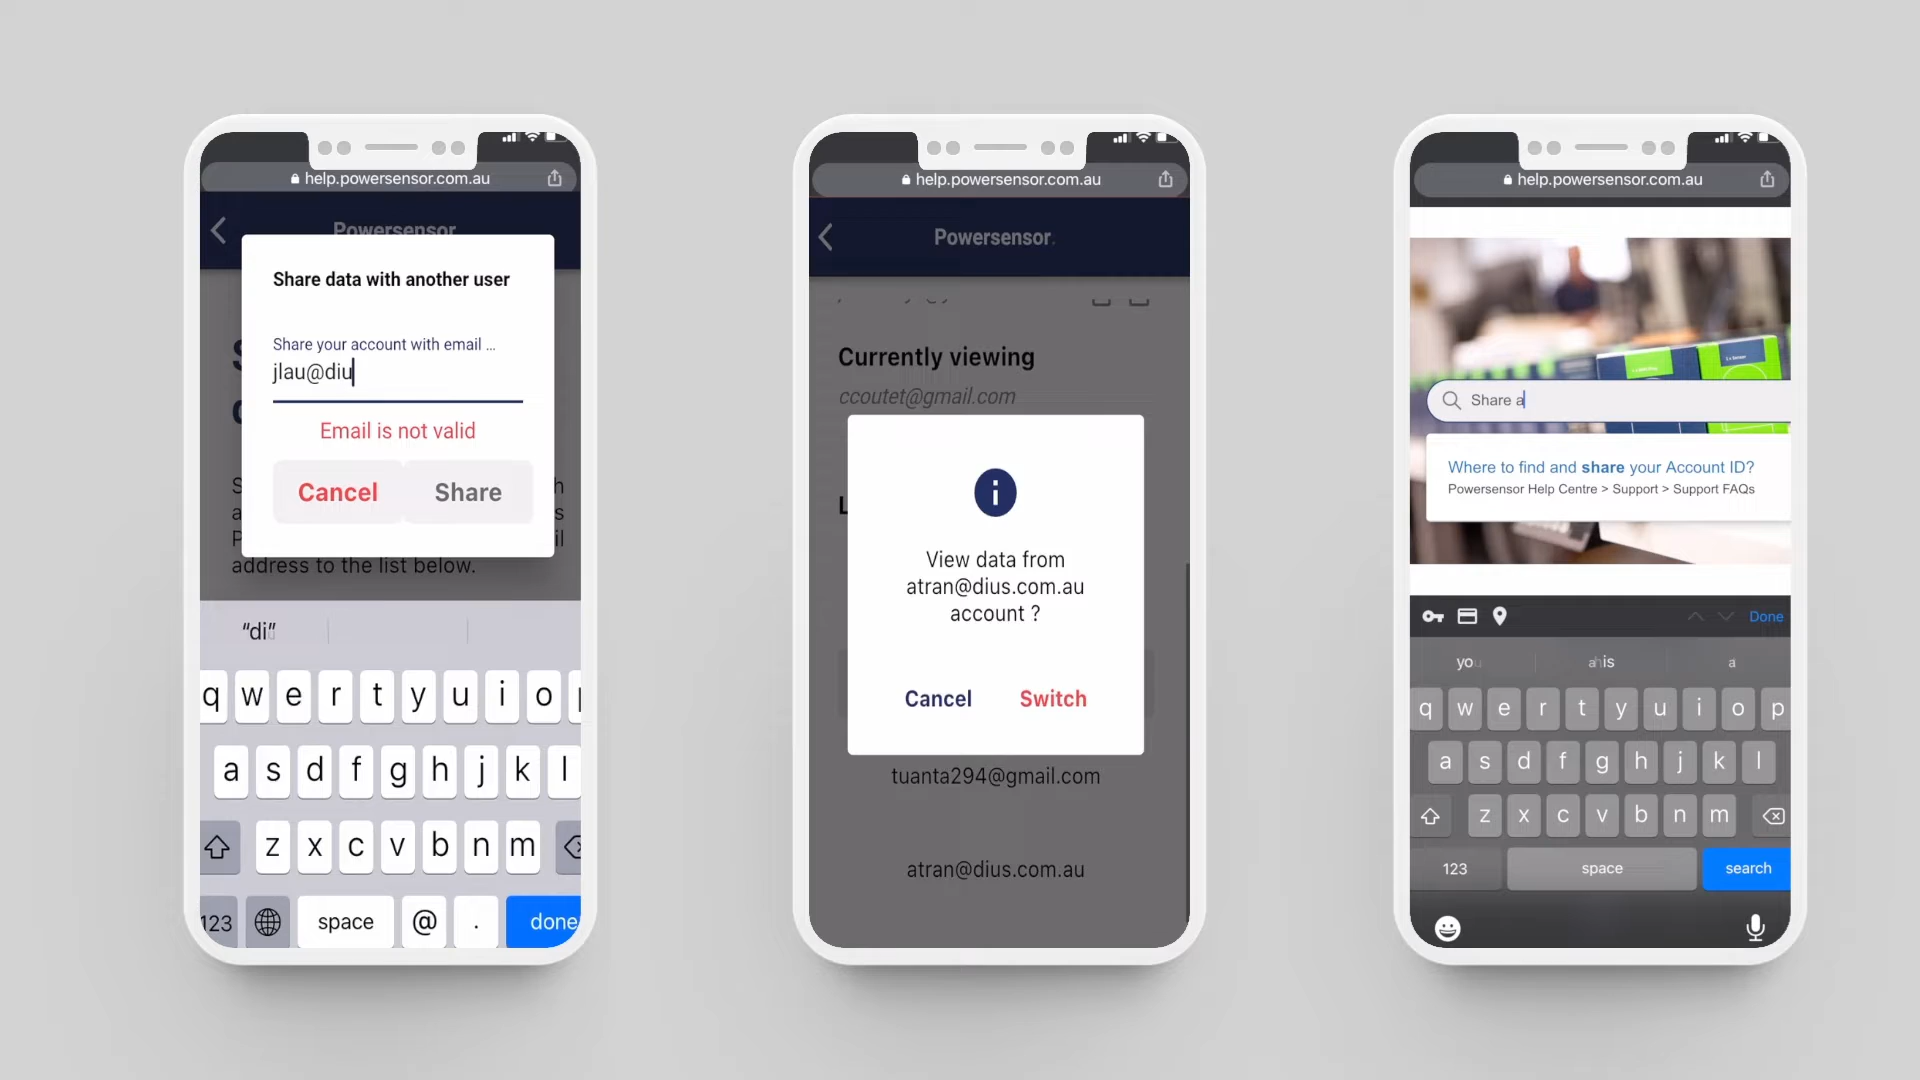 help.powersensor.com.au
Powersensor
Share data with another user
Share your account with email ...
jlau@diu
Email is not valid
Cancel
Share
address to the list below.
“di”
q w e r t y u i o
a s d f g h j k l
z x c v b n m
123
space
@
.
done
help.powersensor.com.au
Powersensor
Currently viewing
ccoutet@gmail.com
View data from
atran@dius.com.au
account ?
Cancel
Switch
tuanta294@gmail.com
atran@dius.com.au
help.powersensor.com.au
Share a
Where to find and share your Account ID?
Powersensor Help Centre > Support > Support FAQs
Done
a
q w e r t y u i o p
a s d f g h j k l
z x c v b n m
123
space
search